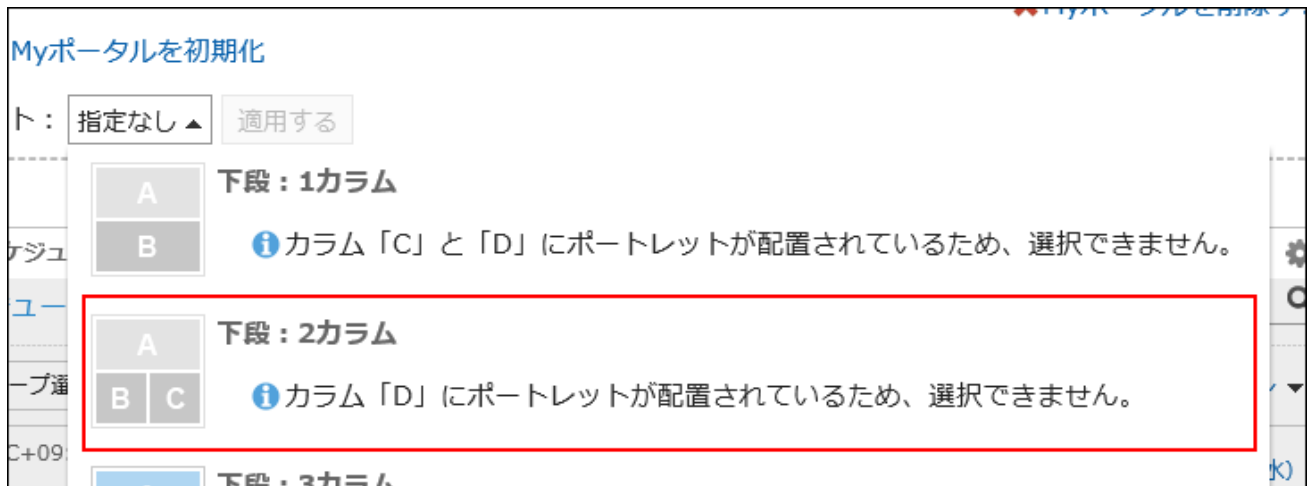 Myポータルを初期化
ト： 指定なし▲ 適用する
A
B
下段：1カラム
カラム「C」と「D」にポートレットが配置されているため、選択できません。
ケジュ
ュー
A
B C
下段：2カラム
カラム「D」にポートレットが配置されているため、選択できません。
ープ
C+09:
水)
下段：3カラム